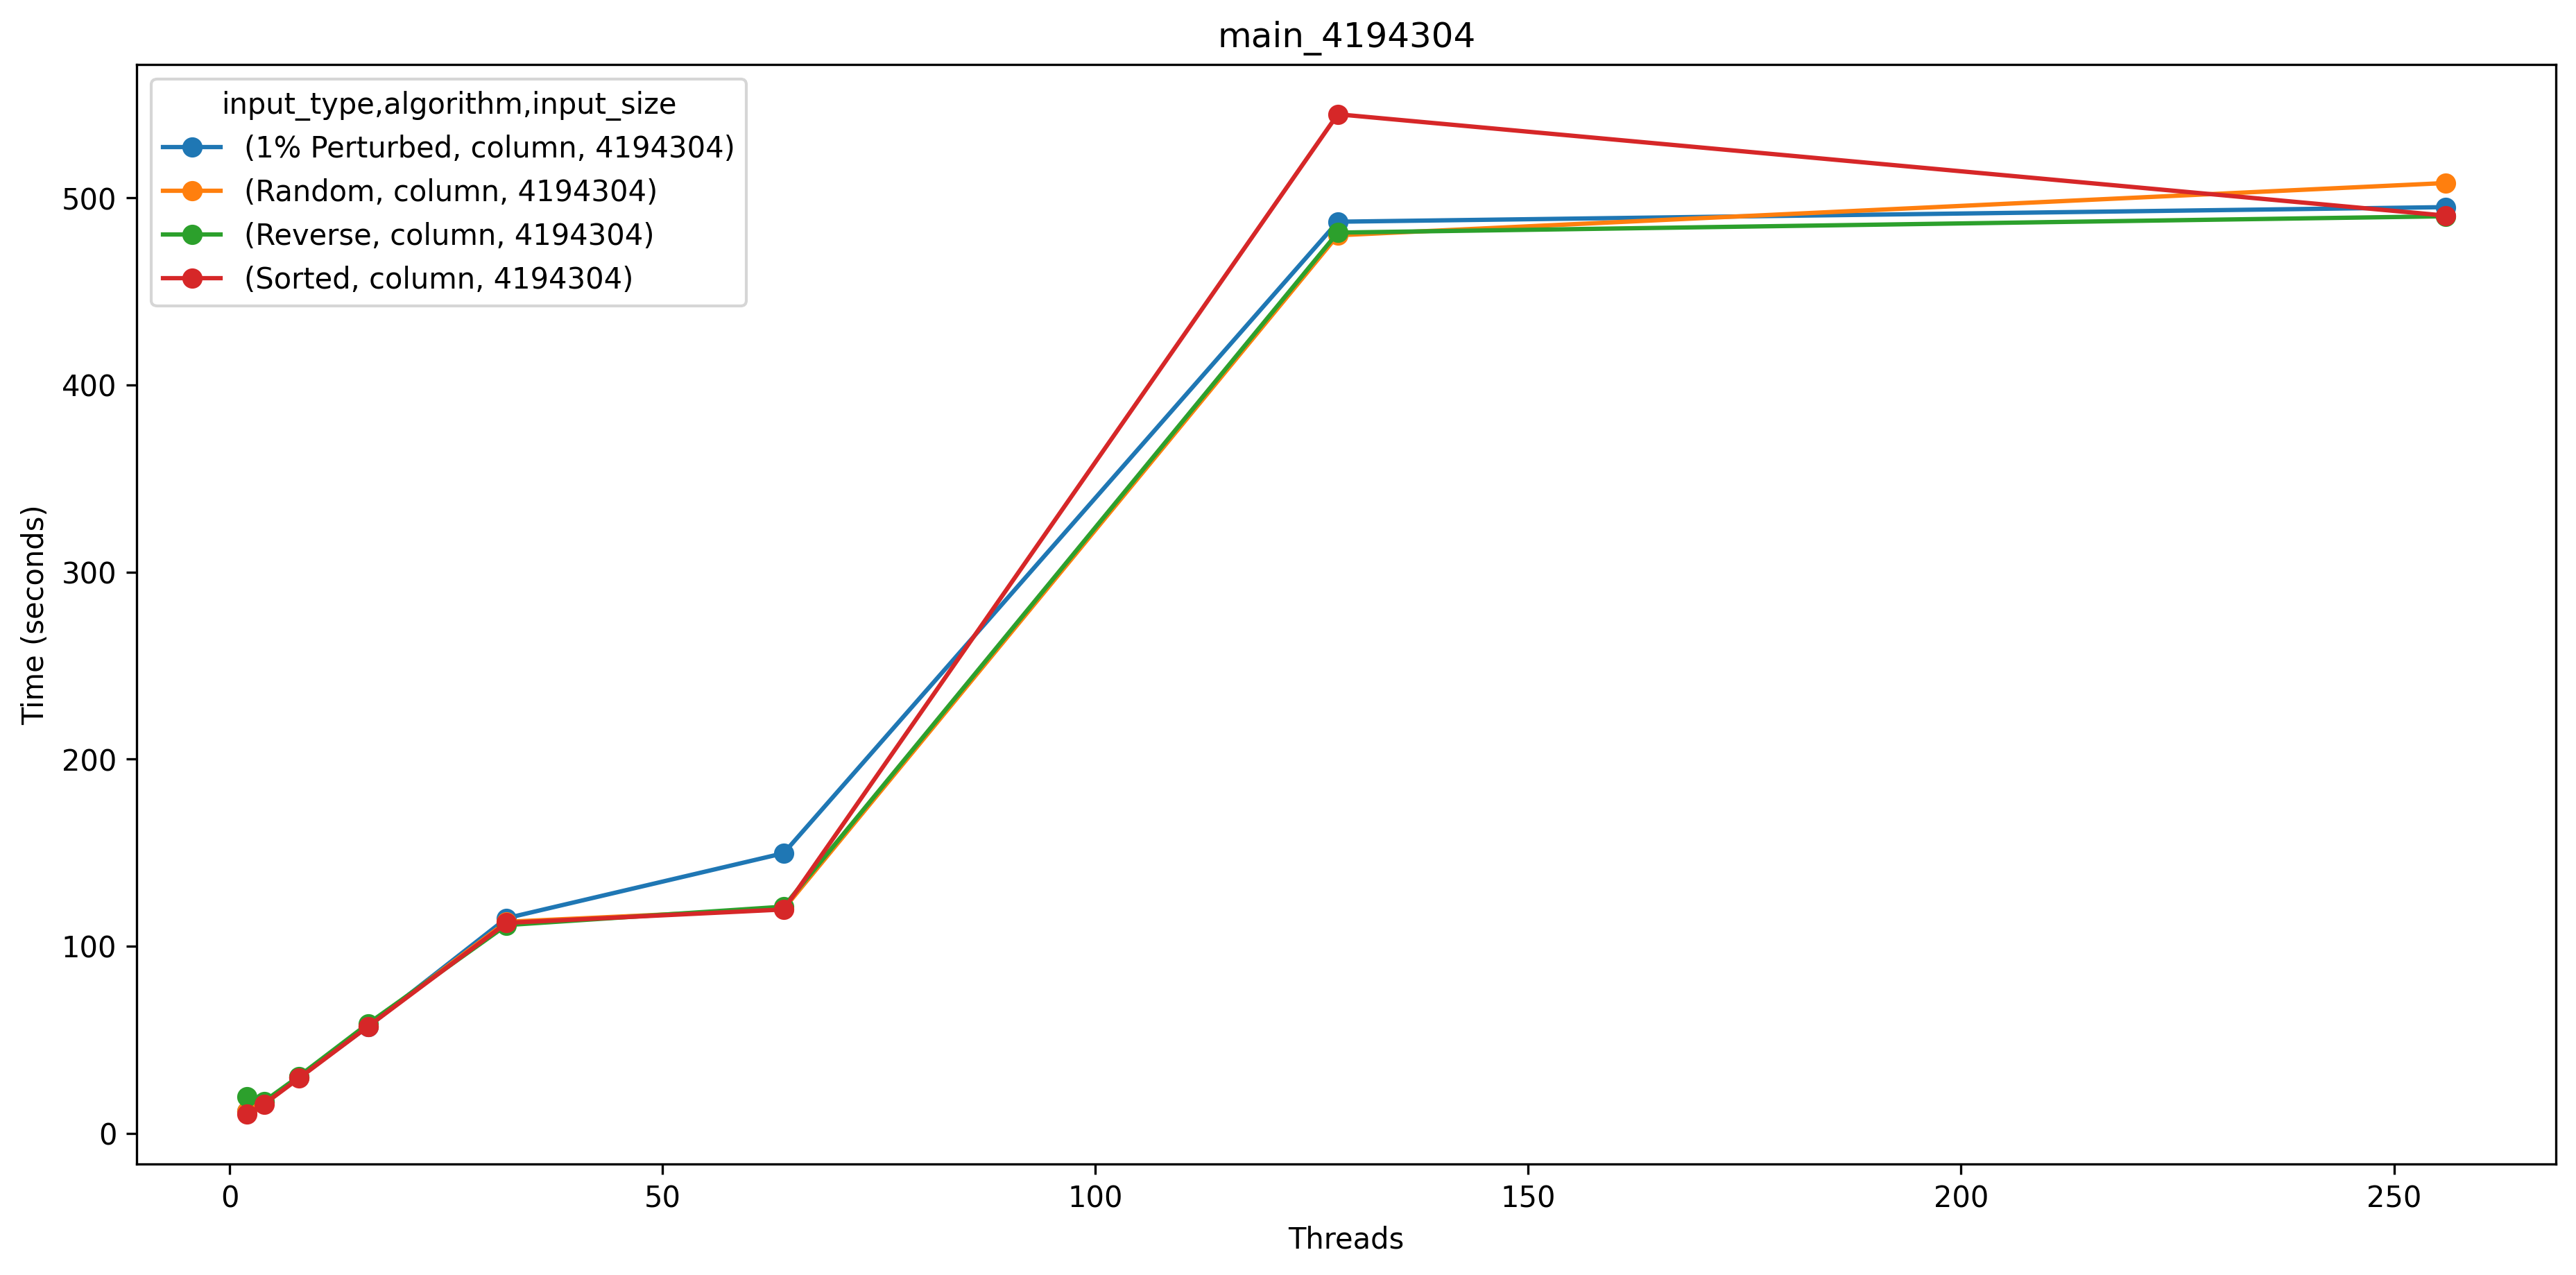 main_4194304
input_type,algorithm,input_size
(1% Perturbed, column, 4194304)
(Random, column, 4194304)
(Reverse, column, 4194304)
(Sorted, column, 4194304)
Time (seconds)
500
400
300
200
100
0
0 50 100 150 200 250
Threads